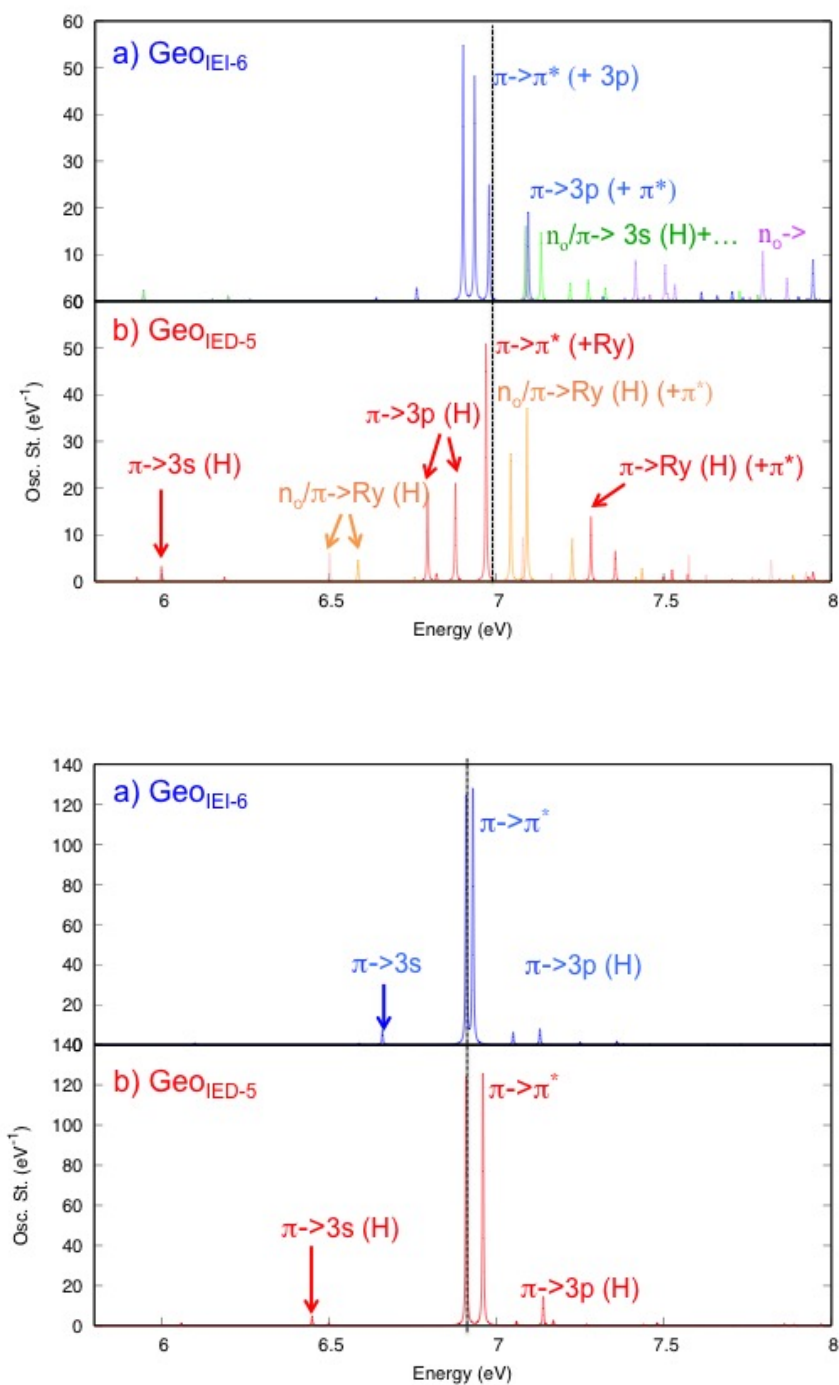 60
a) Geo_IEI-6
50
π->π* (+ 3p)
40
30
20
π->3p (+ π*)
n_o/π-> 3s (H)+...
n_o->
10
60
b) Geo_IED-5
π->π* (+Ry)
50
n_o/π->Ry (H) (+π*)
40
π->3p (H)
30
π->3s (H)
π->Ry (H) (+π*)
n_o/π->Ry (H)
20
10
0
Osc. St. (eV⁻¹)
6 6.5 7 7.5 8
Energy (eV)
140
a) Geo_IEI-6
120
π->π*
100
80
60
40
π->3s
π->3p (H)
20
140
b) Geo_IED-5
π->π*
120
100
80
60
π->3s (H)
40
20
π->3p (H)
0
Osc. St. (eV⁻¹)
6 6.5 7 7.5 8
Energy (eV)